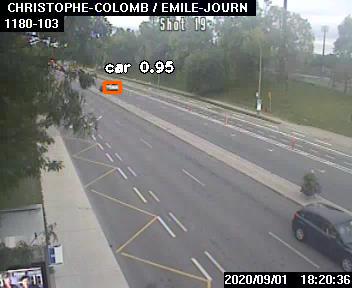 CHRISTOPHE-COLOMB / EMILE-JOURN
Shot 19
1180-103
car 0.95
2020/09/01 18:20:36